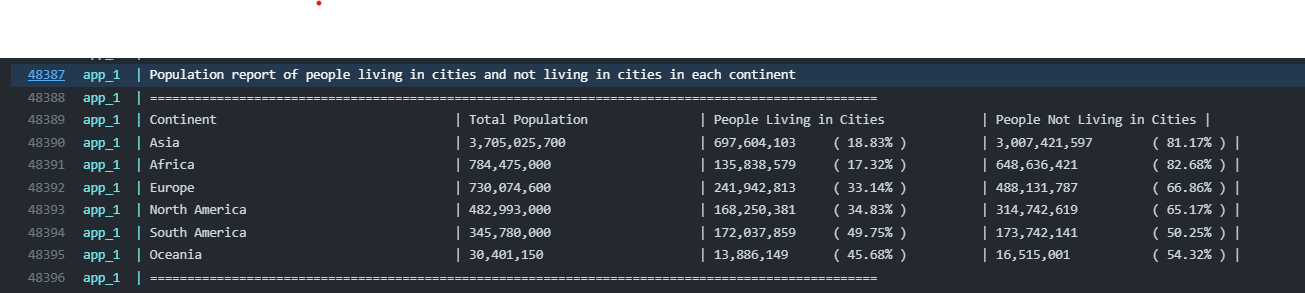 48387 app_1 | Population report of people living in cities and not living in cities in each continent
48388 app_1 | ==================================================================================================
48389 app_1 | Continent | Total Population | People Living in Cities | People Not Living in Cities |
48390 app_1 | Asia | 3,705,025,700 | 697,604,103 ( 18.83% ) | 3,007,421,597 ( 81.17% ) |
48391 app_1 | Africa | 784,475,000 | 135,838,579 ( 17.32% ) | 648,636,421 ( 82.68% ) |
48392 app_1 | Europe | 730,074,600 | 241,942,813 ( 33.14% ) | 488,131,787 ( 66.86% ) |
48393 app_1 | North America | 482,993,000 | 168,250,381 ( 34.83% ) | 314,742,619 ( 65.17% ) |
48394 app_1 | South America | 345,780,000 | 172,037,859 ( 49.75% ) | 173,742,141 ( 50.25% ) |
48395 app_1 | Oceania | 30,401,150 | 13,886,149 ( 45.68% ) | 16,515,001 ( 54.32% ) |
48396 app_1 | ==================================================================================================